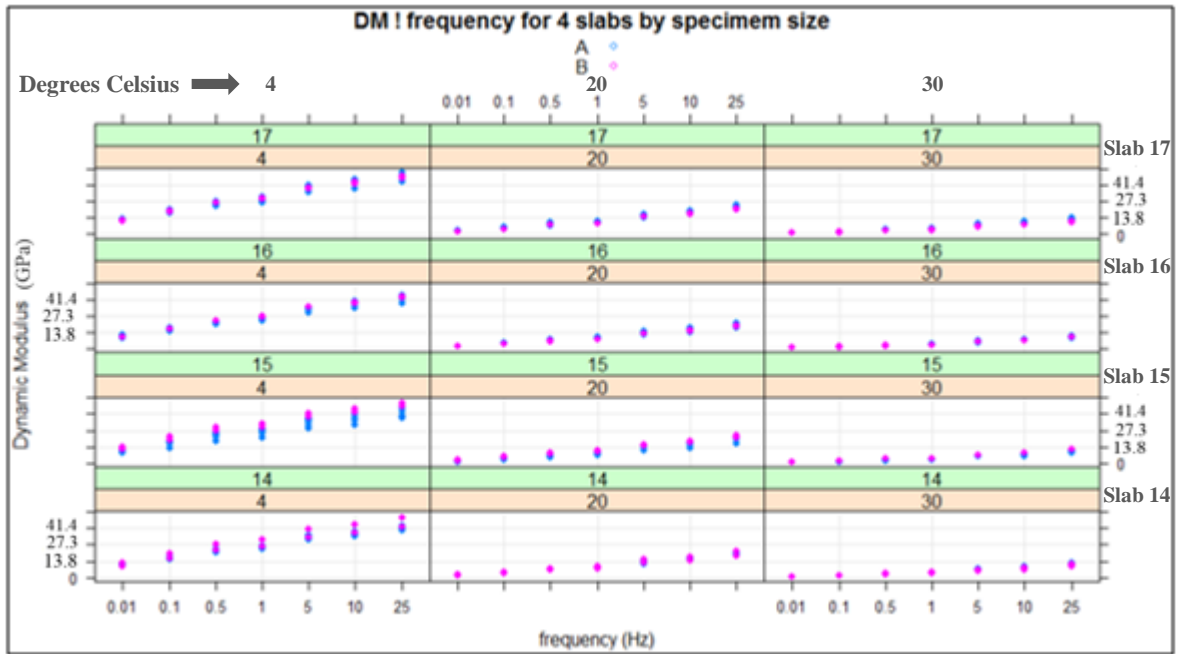 DM ! frequency for 4 slabs by specimem size
A
B
Degrees Celsius 4 20 30
0.01 0.1 0.5 1 5 10 25
17 17 17 Slab 17
4 20 30
41.4
27.3
13.8
0
16 16 16 Slab 16
4 20 30
41.4
27.3
13.8
15 15 15 Slab 15
4 20 30
41.4
27.3
13.8
0
14 14 14 Slab 14
4 20 30
41.4
27.3
13.8
0
Dynamic Modulus (GPa)
0.01 0.1 0.5 1 5 10 25 0.01 0.1 0.5 1 5 10 25
frequency (Hz)